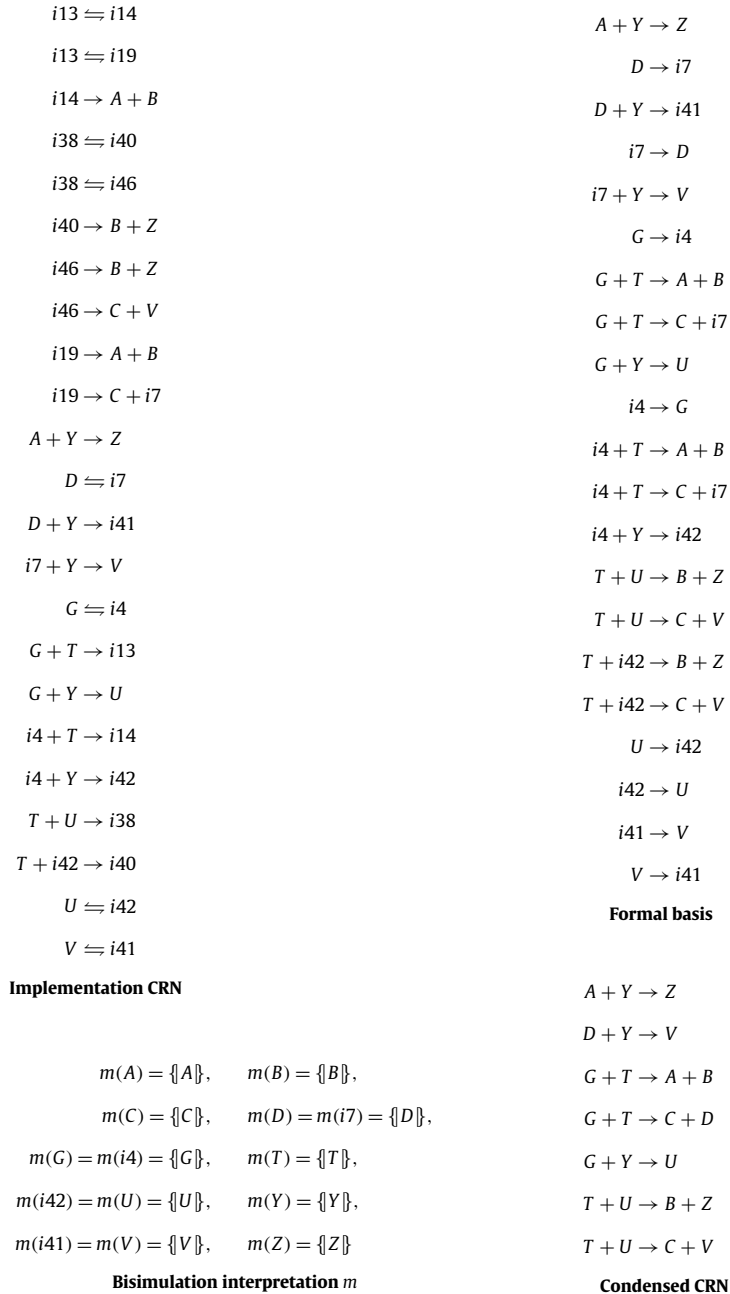 i13 ⇋ i14
i13 ⇋ i19
i14 → A + B
i38 ⇋ i40
i38 ⇋ i46
i40 → B + Z
i46 → B + Z
i46 → C + V
i19 → A + B
i19 → C + i7
A + Y → Z
D ⇋ i7
D + Y → i41
i7 + Y → V
G ⇋ i4
G + T → i13
G + Y → U
i4 + T → i14
i4 + Y → i42
T + U → i38
T + i42 → i40
U ⇋ i42
V ⇋ i41
Implementation CRN
m(A) = {|A|}, m(B) = {|B|},
m(C) = {|C|}, m(D) = m(i7) = {|D|},
m(G) = m(i4) = {|G|}, m(T) = {|T|},
m(i42) = m(U) = {|U|}, m(Y) = {|Y|},
m(i41) = m(V) = {|V|}, m(Z) = {|Z|}
Bisimulation interpretation m
A + Y → Z
D → i7
D + Y → i41
i7 → D
i7 + Y → V
G → i4
G + T → A + B
G + T → C + i7
G + Y → U
i4 → G
i4 + T → A + B
i4 + T → C + i7
i4 + Y → i42
T + U → B + Z
T + U → C + V
T + i42 → B + Z
T + i42 → C + V
U → i42
i42 → U
i41 → V
V → i41
Formal basis
A + Y → Z
D + Y → V
G + T → A + B
G + T → C + D
G + Y → U
T + U → B + Z
T + U → C + V
Condensed CRN